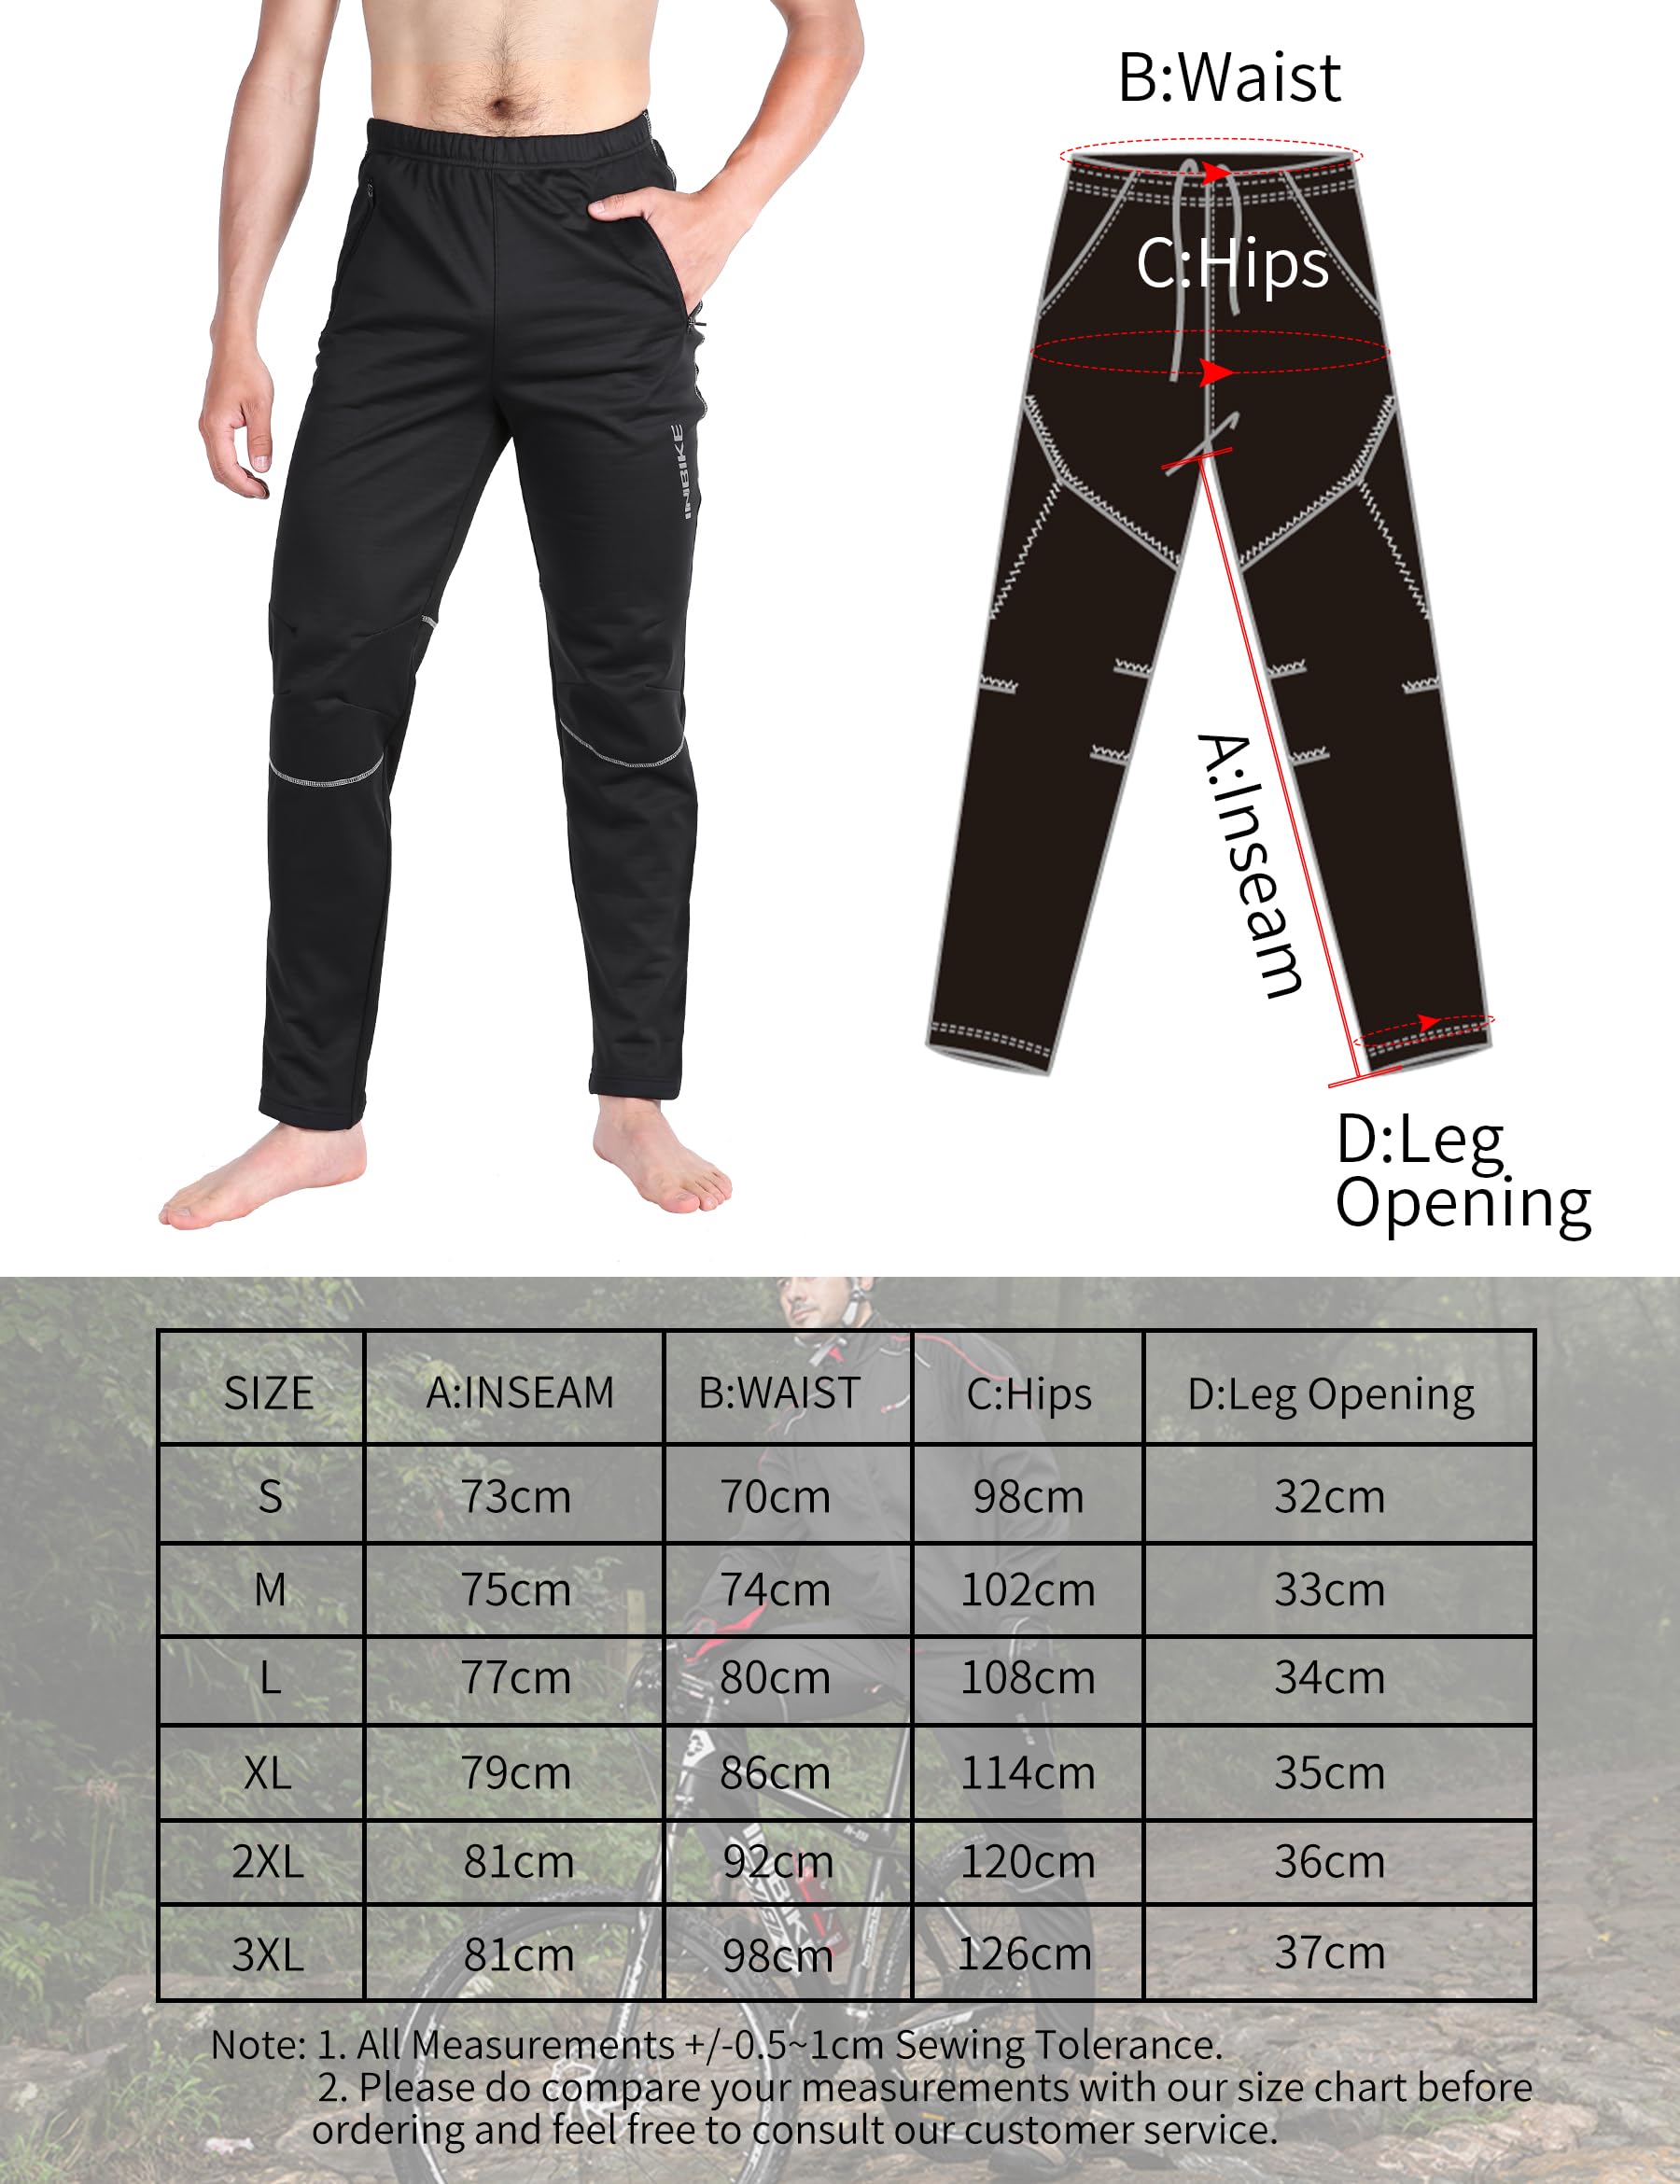 B:Waist
C:Hips
INBIKE
A:Inseam
D:Leg
Opening
SIZE A:INSEAM B:WAIST C:Hips D:Leg Opening
S 73cm 70cm 98cm 32cm
M 75cm 74cm 102cm 33cm
L 77cm 80cm 108cm 34cm
XL 79cm 86cm 114cm 35cm
2XL 81cm 92cm 120cm 36cm
3XL 81cm 98cm 126cm 37cm
Note: 1. All Measurements +/-0.5~1cm Sewing Tolerance.
2. Please do compare your measurements with our size chart before
ordering and feel free to consult our customer service.